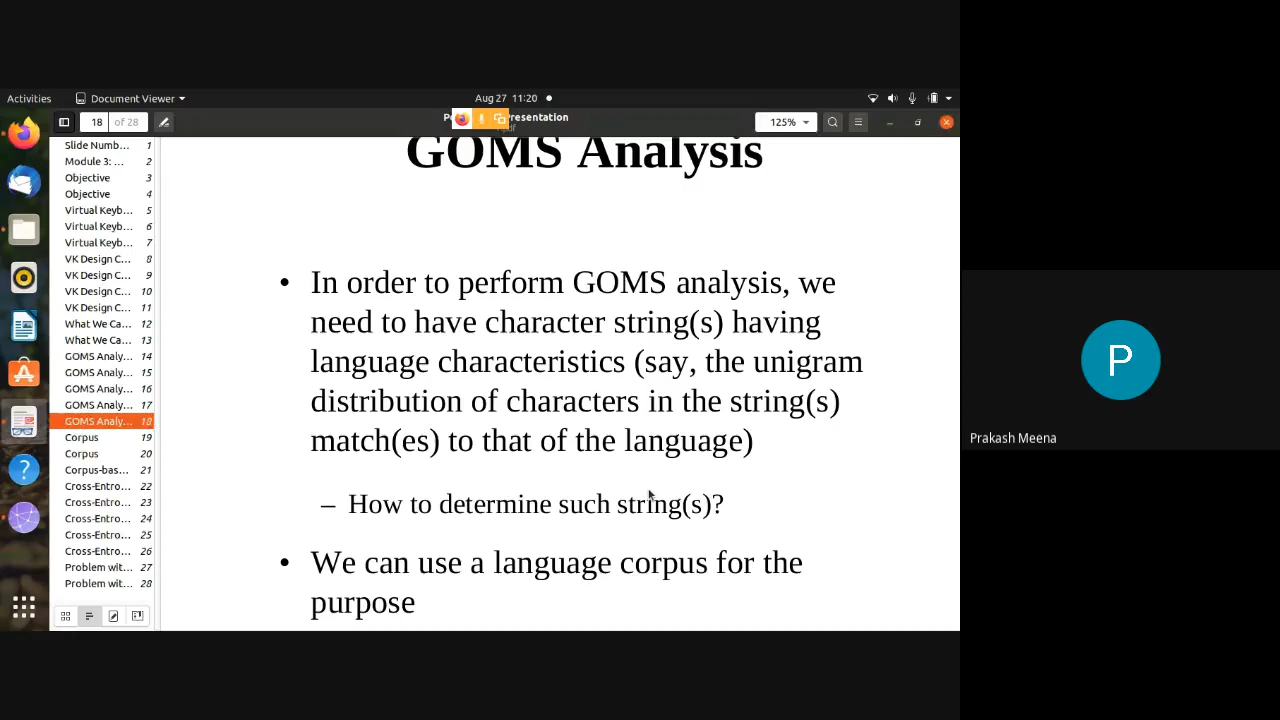 Activities
Document Viewer
Aug 27 11:20
18 of 28
Presentation
125%
Slide Numb... 1
Module 3: ... 2
Objective 3
Objective 4
Virtual Keyb... 5
Virtual Keyb... 6
Virtual Keyb... 7
VK Design C... 8
VK Design C... 9
VK Design C... 10
VK Design C... 11
What We Ca... 12
What We Ca... 13
GOMS Analy... 14
GOMS Analy... 15
GOMS Analy... 16
GOMS Analy... 17
GOMS Analy... 18
Corpus 19
Corpus 20
Corpus-bas... 21
Cross-Entro... 22
Cross-Entro... 23
Cross-Entro... 24
Cross-Entro... 25
Cross-Entro... 26
Problem wit... 27
Problem wit... 28
GOMS Analysis
• In order to perform GOMS analysis, we
need to have character string(s) having
language characteristics (say, the unigram
distribution of characters in the string(s)
match(es) to that of the language)
– How to determine such string(s)?
• We can use a language corpus for the
purpose
P
Prakash Meena